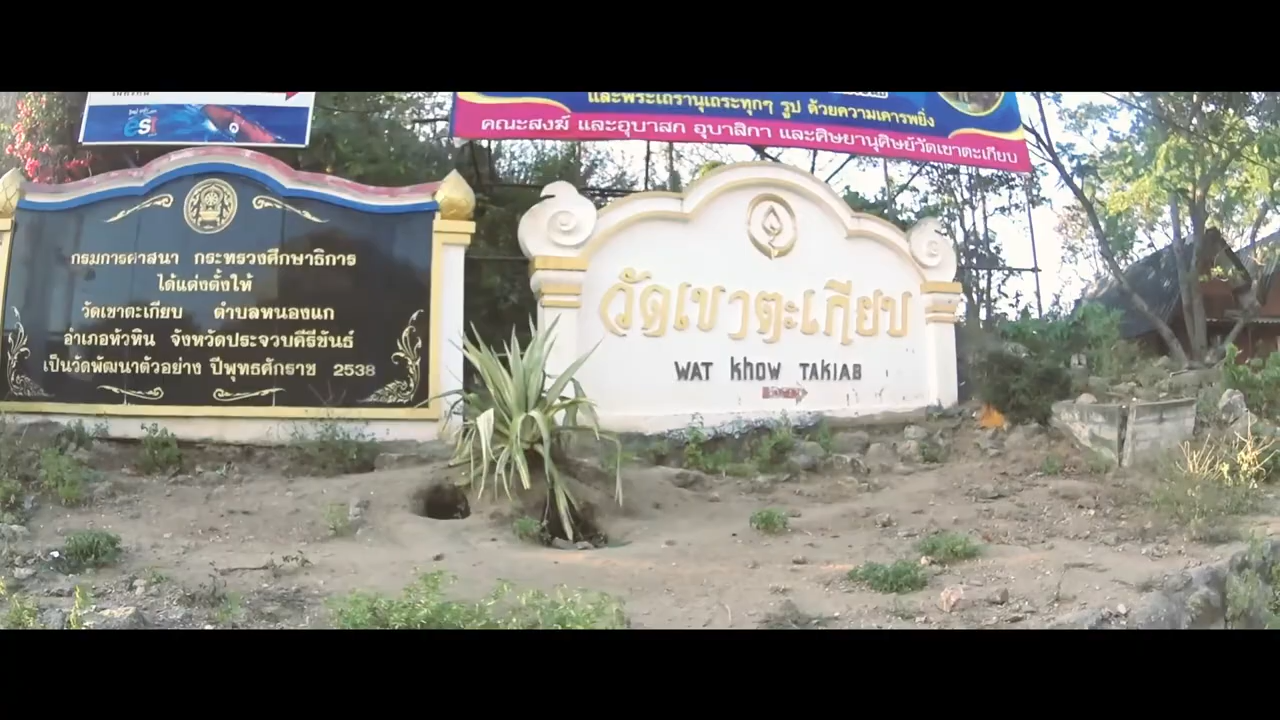 และพระเถรานุเถระทุกๆ รูป ด้วยความเคารพยิ่ง
คณะสงฆ์ และอุบาสก อุบาสิกา และศิษยานุศิษย์วัดเขาตะเกียบ
กรมการศาสนา กระทรวงศึกษาธิการ
ได้แต่งตั้งให้
วัดเขาตะเกียบ ตำบลหนองแก
อำเภอหัวหิน จังหวัดประจวบคีรีขันธ์
เป็นวัดพัฒนาตัวอย่าง ปีพุทธศักราช 2538
วัดเขาตะเกียบ
WAT KhOW TAKIAB